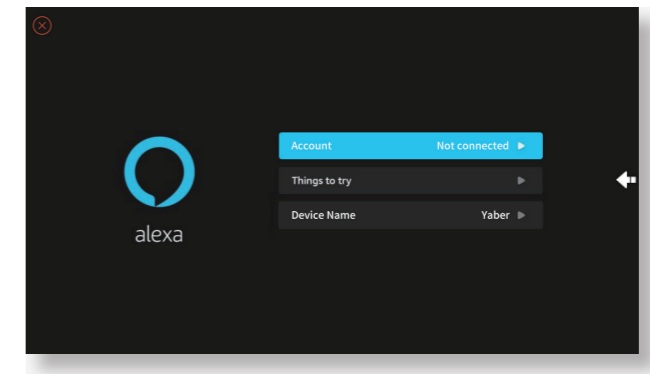 alexa
Account Not connected
Things to try
Device Name Yaber